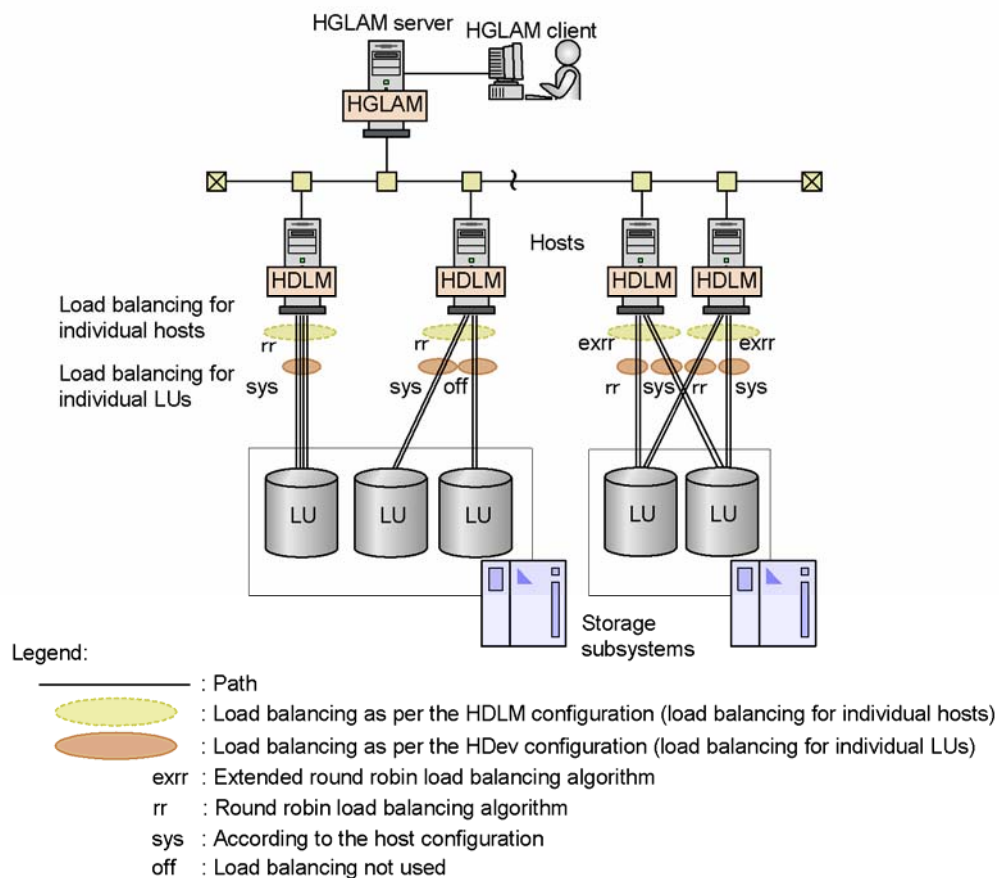 HGLAM server
HGLAM client
HGLAM
Hosts
HDLM
HDLM
HDLM
HDLM
Load balancing for
individual hosts
rr
rr
exrr
exrr
Load balancing for
individual LUs
sys
sys
off
rr
sys
rr
sys
LU
LU
LU
LU
LU
Storage
subsystems
Legend:
: Path
: Load balancing as per the HDLM configuration (load balancing for individual hosts)
: Load balancing as per the HDev configuration (load balancing for individual LUs)
exrr : Extended round robin load balancing algorithm
rr : Round robin load balancing algorithm
sys : According to the host configuration
off : Load balancing not used